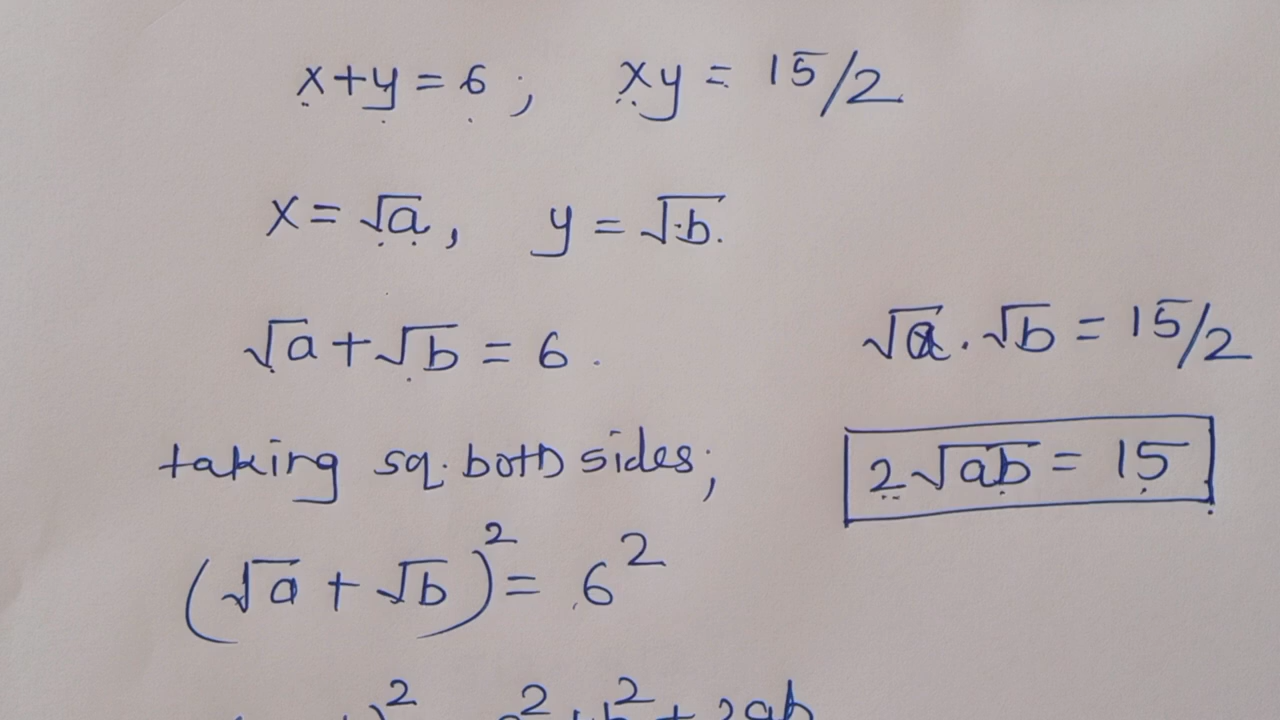 x+y = 6 ; xy = 15/2
x = √a , y = √b.
√a + √b = 6 . √a . √b = 15/2
taking sq. both sides; 2√ab = 15
(√a + √b)² = 6²